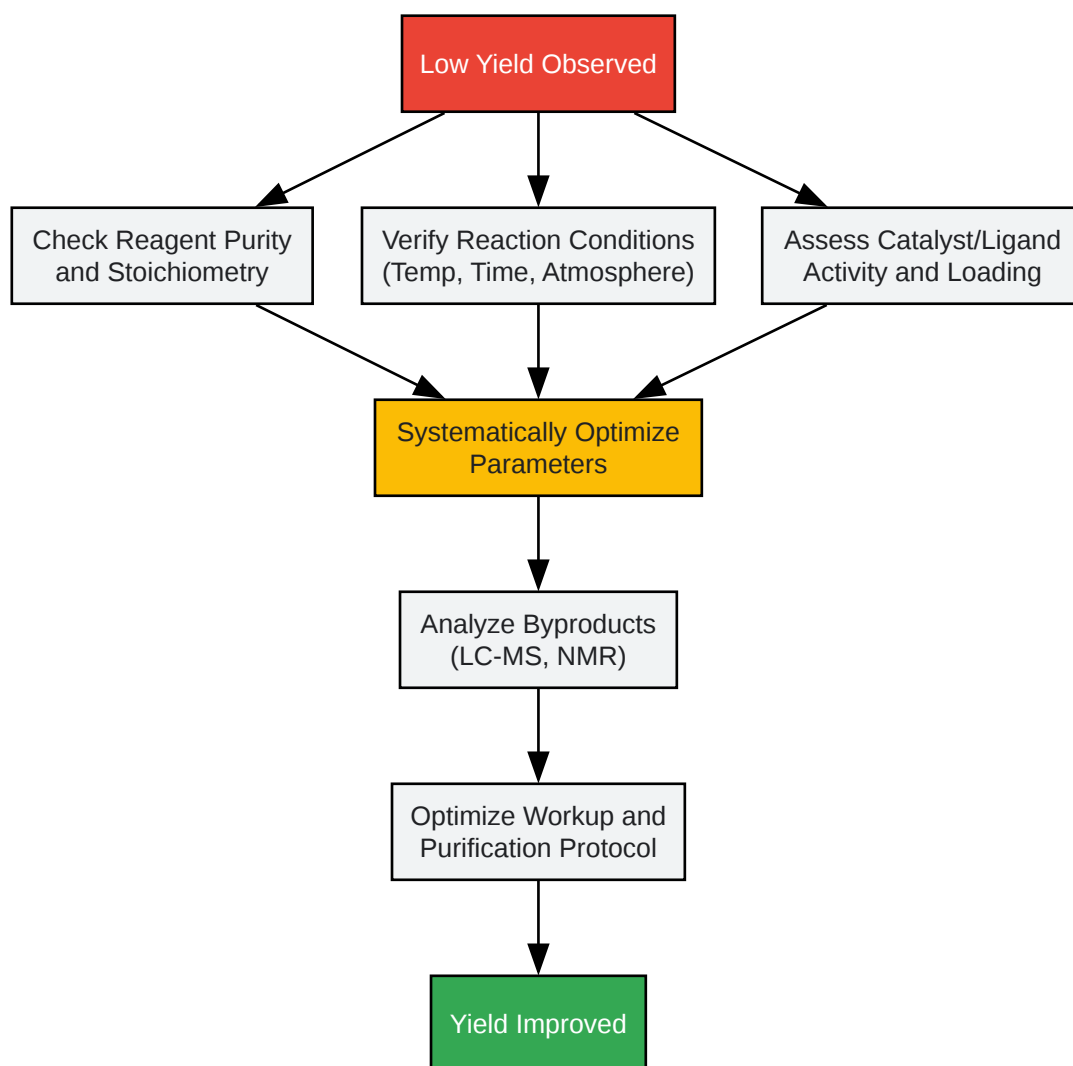 Low Yield Observed
Check Reagent Purity
and Stoichiometry
Verify Reaction Conditions
(Temp, Time, Atmosphere)
Assess Catalyst/Ligand
Activity and Loading
Systematically Optimize
Parameters
Analyze Byproducts
(LC-MS, NMR)
Optimize Workup and
Purification Protocol
Yield Improved